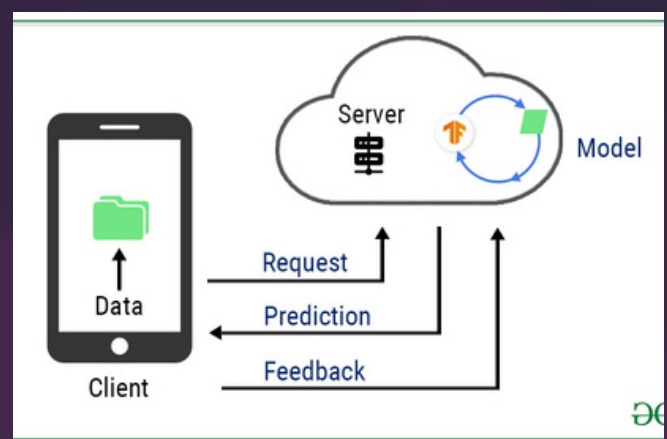 Server
Model
Request
Data
Prediction
Client
Feedback